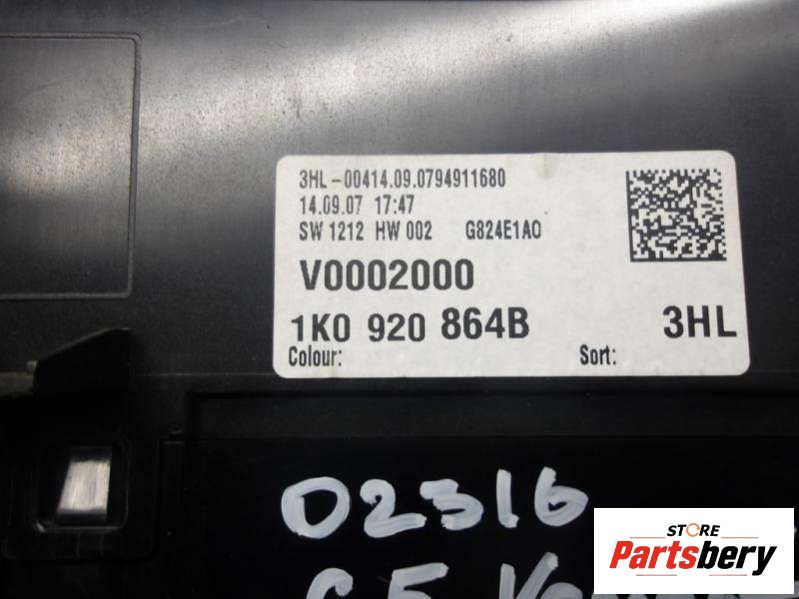 3HL-00414.09.0794911680
14.09.07 17:47
SW 1212 HW 002 G824E1A0
V0002000
1K0 920 864B 3HL
Colour: Sort:
02316
STORE
Partsbery